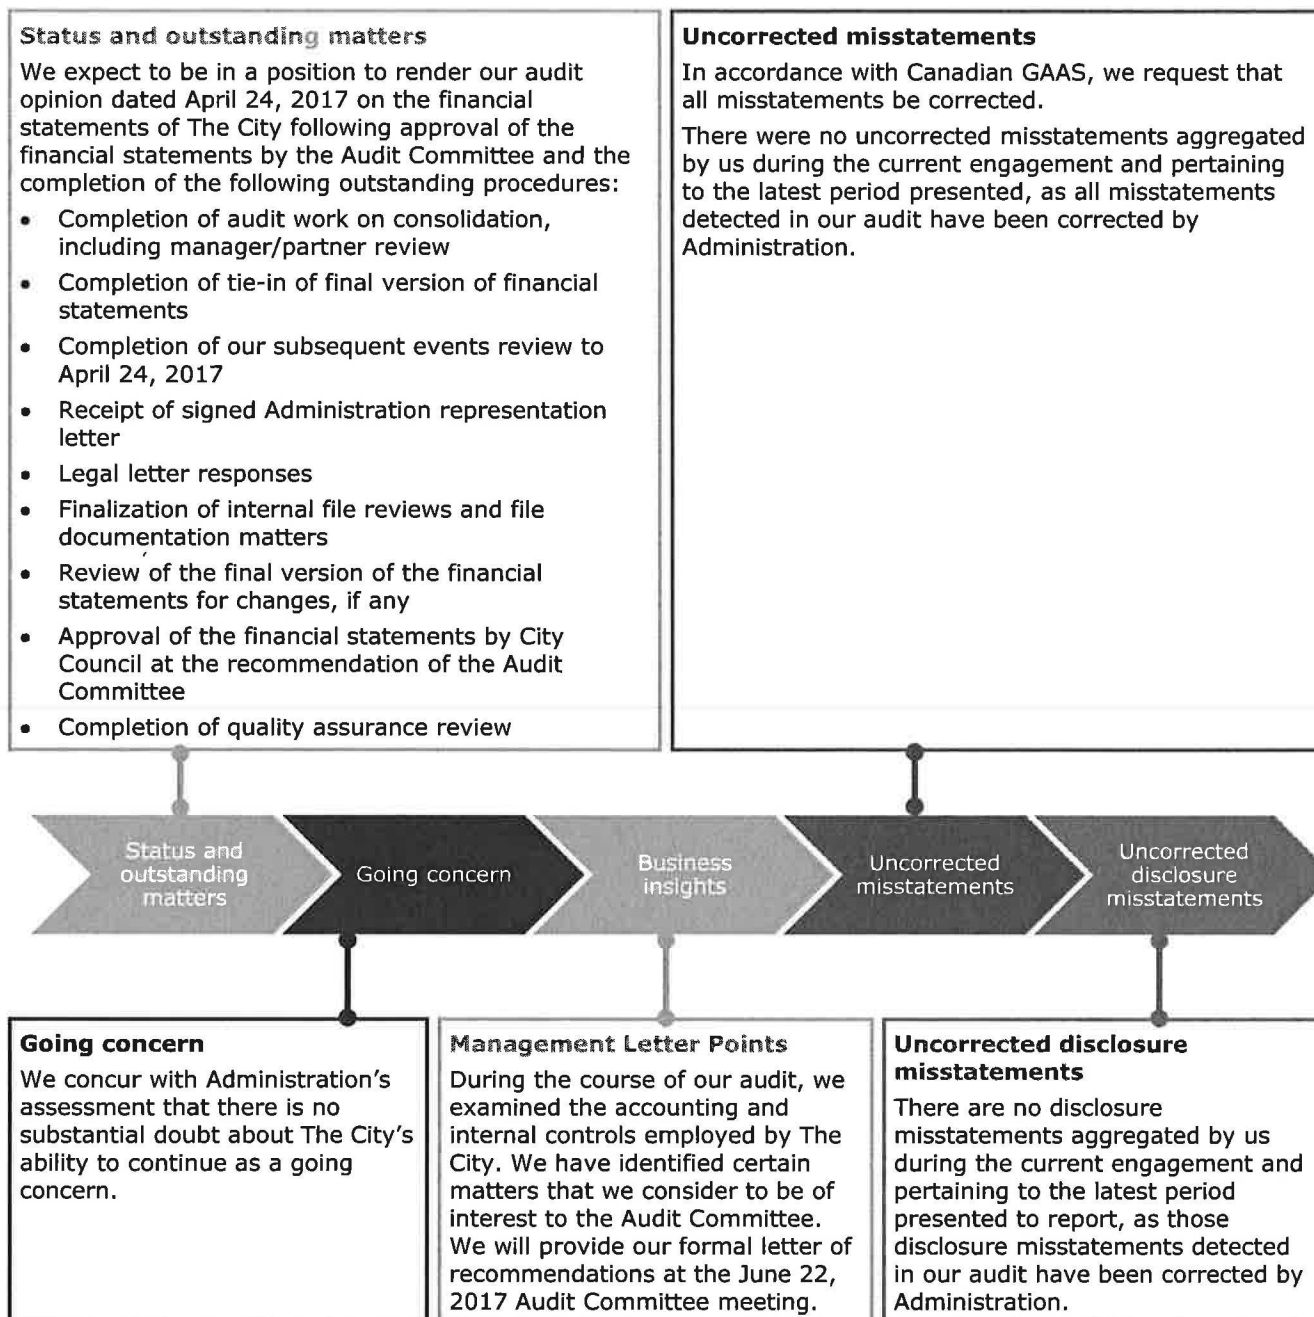 Status and outstanding matters
We expect to be in a position to render our audit
opinion dated April 24, 2017 on the financial
statements of The City following approval of the
financial statements by the Audit Committee and the
completion of the following outstanding procedures:
• Completion of audit work on consolidation,
including manager/partner review
• Completion of tie-in of final version of financial
statements
• Completion of our subsequent events review to
April 24, 2017
• Receipt of signed Administration representation
letter
• Legal letter responses
• Finalization of internal file reviews and file
documentation matters
• Review of the final version of the financial
statements for changes, if any
• Approval of the financial statements by City
Council at the recommendation of the Audit
Committee
• Completion of quality assurance review
Uncorrected misstatements
In accordance with Canadian GAAS, we request that
all misstatements be corrected.
There were no uncorrected misstatements aggregated
by us during the current engagement and pertaining
to the latest period presented, as all misstatements
detected in our audit have been corrected by
Administration.
Status and
outstanding
matters
Going concern
Business
insights
Uncorrected
misstatements
Uncorrected
disclosure
misstatements
Going concern
We concur with Administration's
assessment that there is no
substantial doubt about The City's
ability to continue as a going
concern.
Management Letter Points
During the course of our audit, we
examined the accounting and
internal controls employed by The
City. We have identified certain
matters that we consider to be of
interest to the Audit Committee.
We will provide our formal letter of
recommendations at the June 22,
2017 Audit Committee meeting.
Uncorrected disclosure
misstatements
There are no disclosure
misstatements aggregated by us
during the current engagement and
pertaining to the latest period
presented to report, as those
disclosure misstatements detected
in our audit have been corrected by
Administration.